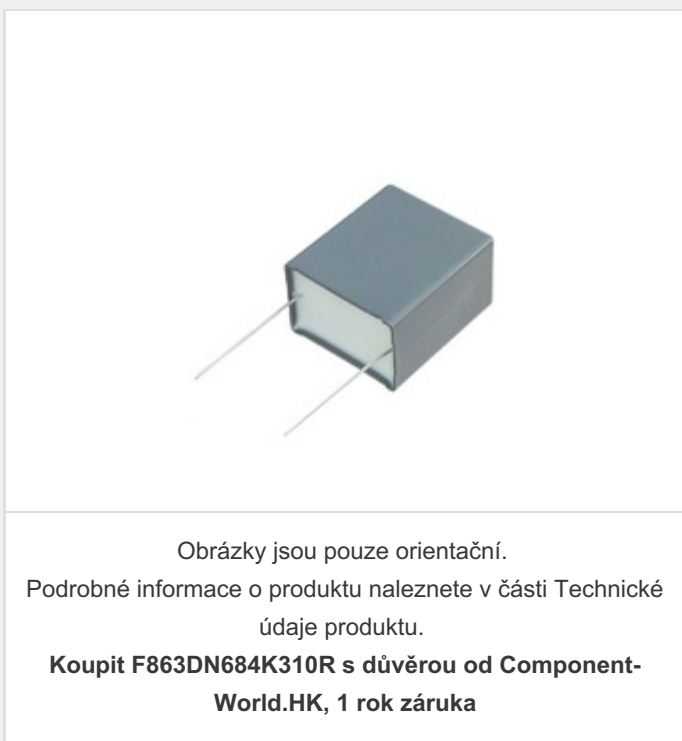 Obrázky jsou pouze orientační.
Podrobné informace o produktu naleznete v části Technické
údaje produktu.
Koupit F863DN684K310R s důvěrou od Component-
World.HK, 1 rok záruka